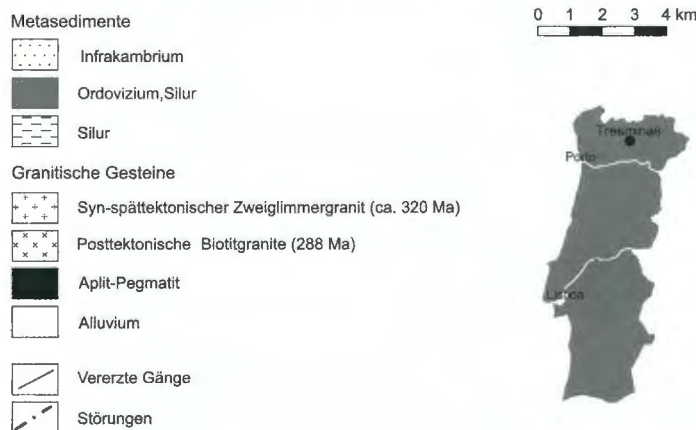 Metasedimente
Infrakambrium
Ordovizium,Silur
Silur
Granitische Gesteine
Syn-spättektonischer Zweiglimmergranit (ca. 320 Ma)
Posttektonische Biotitgranite (288 Ma)
Aplit-Pegmatit
Alluvium
Vererzte Gänge
Störungen
0 1 2 3 4 km
Tresminas
Porto
Lisboa